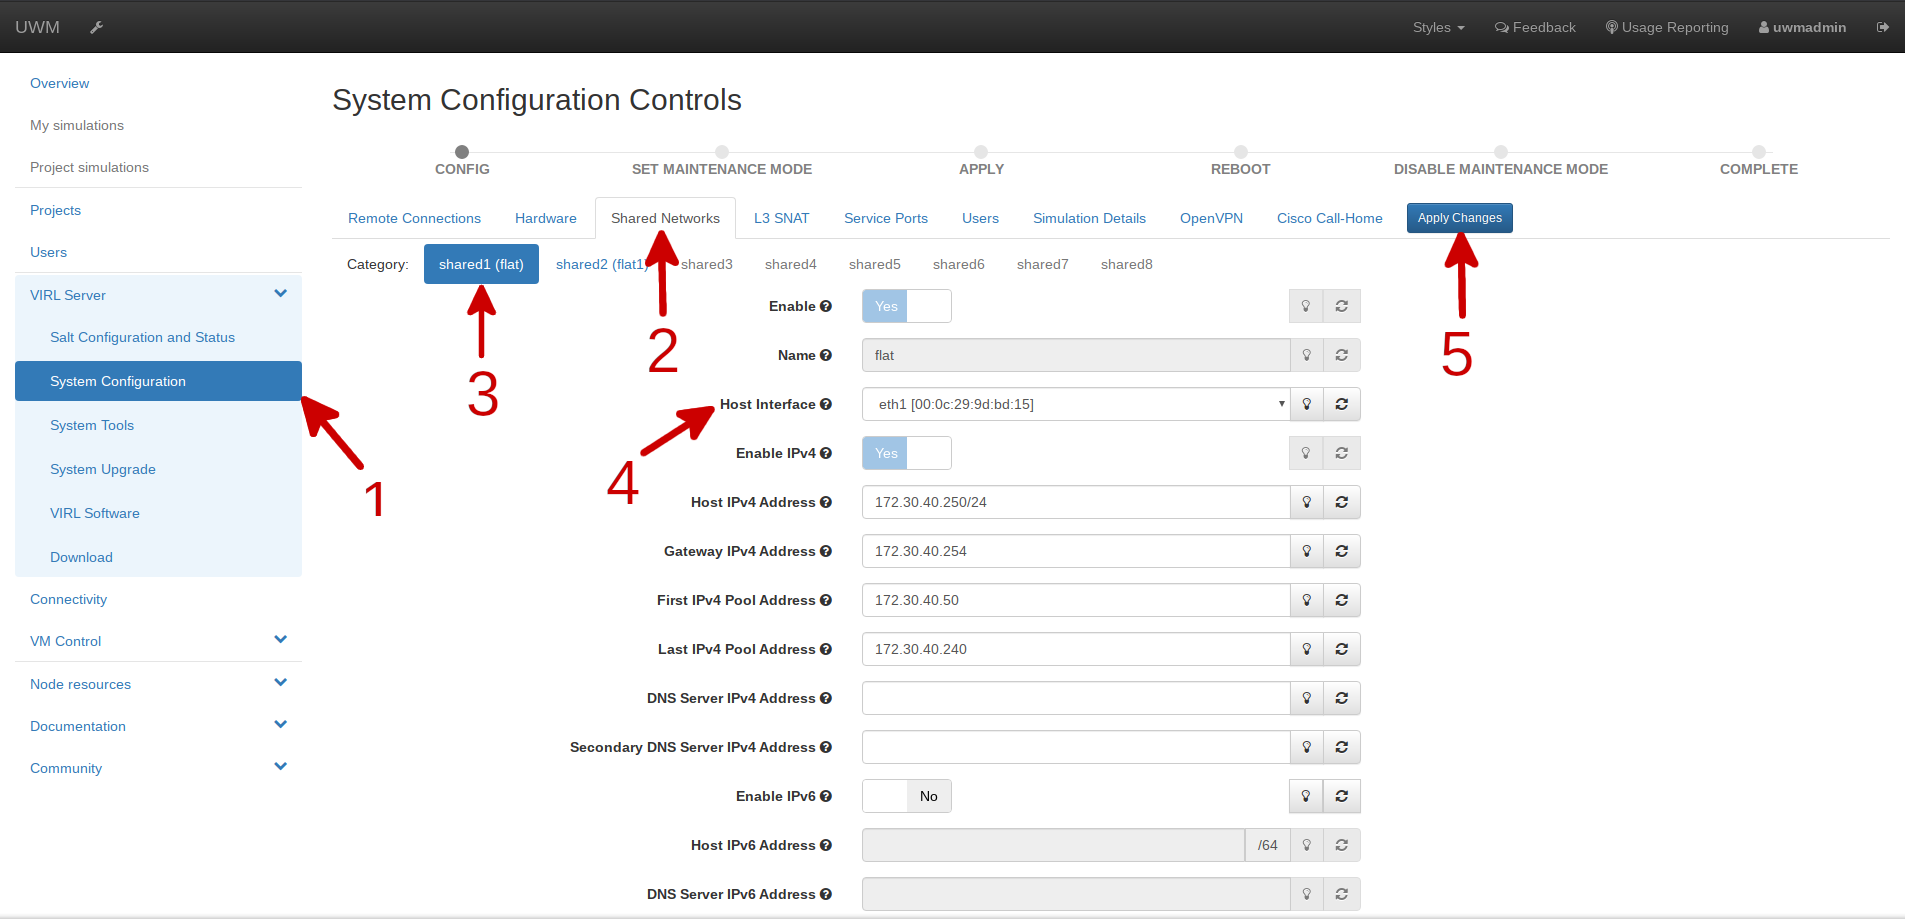 UWM Styles Feedback Usage Reporting uwmadmin
Overview
My simulations
Project simulations
Projects
Users
VIRL Server
Salt Configuration and Status
System Configuration
System Tools
System Upgrade
VIRL Software
Download
Connectivity
VM Control
Node resources
Documentation
Community
System Configuration Controls
CONFIG SET MAINTENANCE MODE APPLY REBOOT DISABLE MAINTENANCE MODE COMPLETE
Remote Connections Hardware Shared Networks L3 SNAT Service Ports Users Simulation Details OpenVPN Cisco Call-Home Apply Changes
Category: shared1 (flat) shared2 (flat1) shared3 shared4 shared5 shared6 shared7 shared8
Enable Yes
Name flat
Host Interface eth1 [00:0c:29:9d:bd:15]
Enable IPv4 Yes
Host IPv4 Address 172.30.40.250/24
Gateway IPv4 Address 172.30.40.254
First IPv4 Pool Address 172.30.40.50
Last IPv4 Pool Address 172.30.40.240
DNS Server IPv4 Address
Secondary DNS Server IPv4 Address
Enable IPv6 No
Host IPv6 Address /64
DNS Server IPv6 Address
1
2
3
4
5